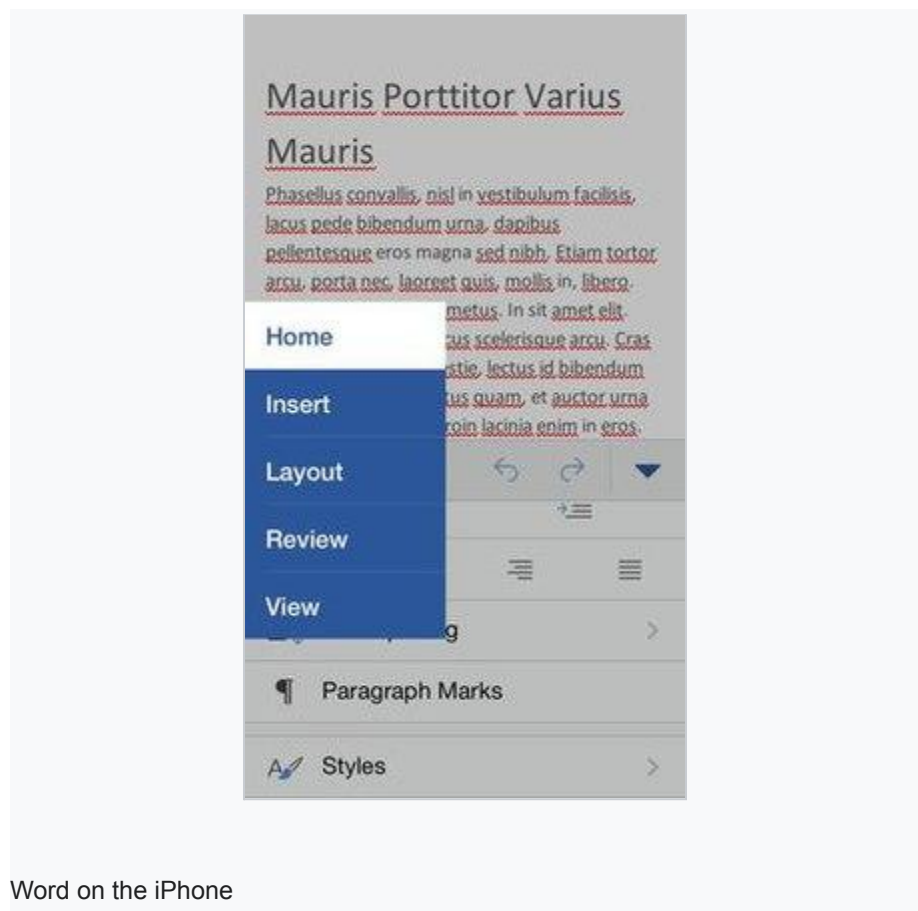 Mauris Porttitor Varius
Mauris
Phasellus convallis, nisl in vestibulum facilisis,
lacus pede bibendum urna, dapibus
pellentesque eros magna sed nibh. Etiam tortor
arcu, porta nec, laoreet quis, mollis in, libero.
metus. In sit amet elit.
Home
cus scelerisque arcu. Cras
stie, lectus id bibendum
Insert
tus quam, et auctor urna
roin lacinia enim in eros.
Layout
Review
View
g
Paragraph Marks
Styles
Word on the iPhone